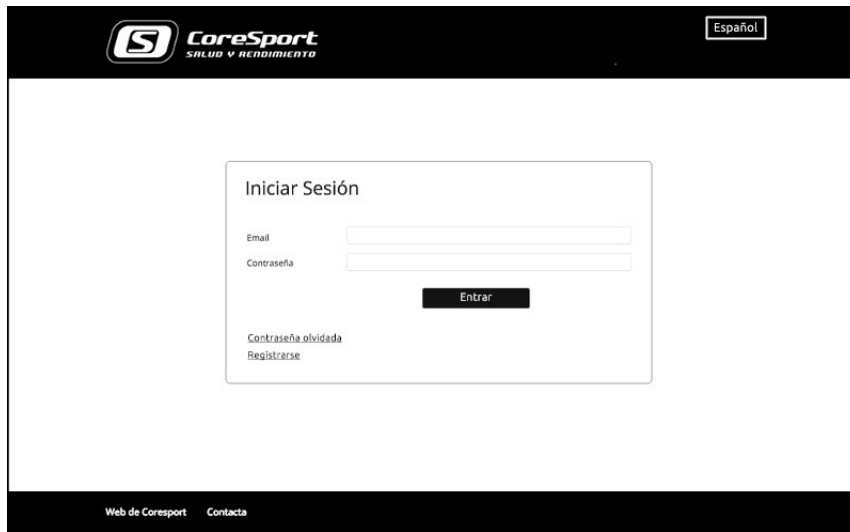 S CoreSport
SALUD Y RENDIMIENTO
Español
Iniciar Sesión
Email
Contraseña
Entrar
Contraseña olvidada
Registrarse
Web de Coresport Contacta